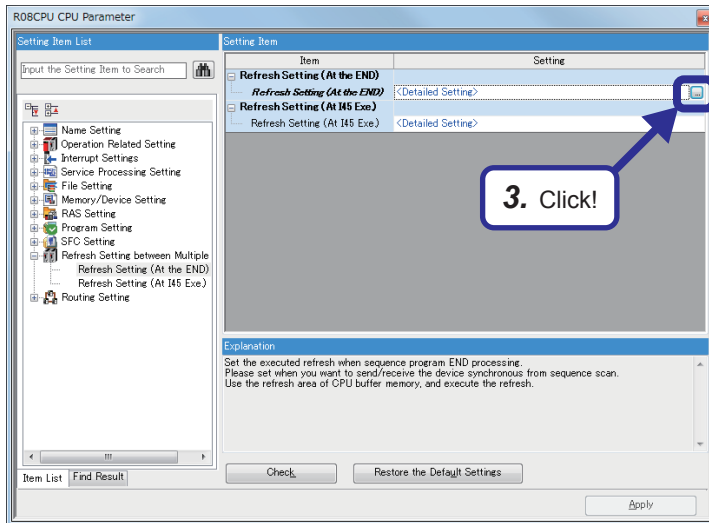 R08CPU CPU Parameter
Setting Item List
Input the Setting Item to Search
Name Setting
Operation Related Setting
Interrupt Settings
Service Processing Setting
File Setting
Memory/Device Setting
RAS Setting
Program Setting
SFC Setting
Refresh Setting between Multiple
Refresh Setting (At the END)
Refresh Setting (At I45 Exe.)
Routing Setting
Item List Find Result
Setting Item
Item Setting
Refresh Setting (At the END)
Refresh Setting (At the END) <Detailed Setting>
Refresh Setting (At I45 Exe.)
Refresh Setting (At I45 Exe.) <Detailed Setting>
3. Click!
Explanation
Set the executed refresh when sequence program END processing.
Please set when you want to send/receive the device synchronous from sequence scan.
Use the refresh area of CPU buffer memory, and execute the refresh.
Check Restore the Default Settings
Apply